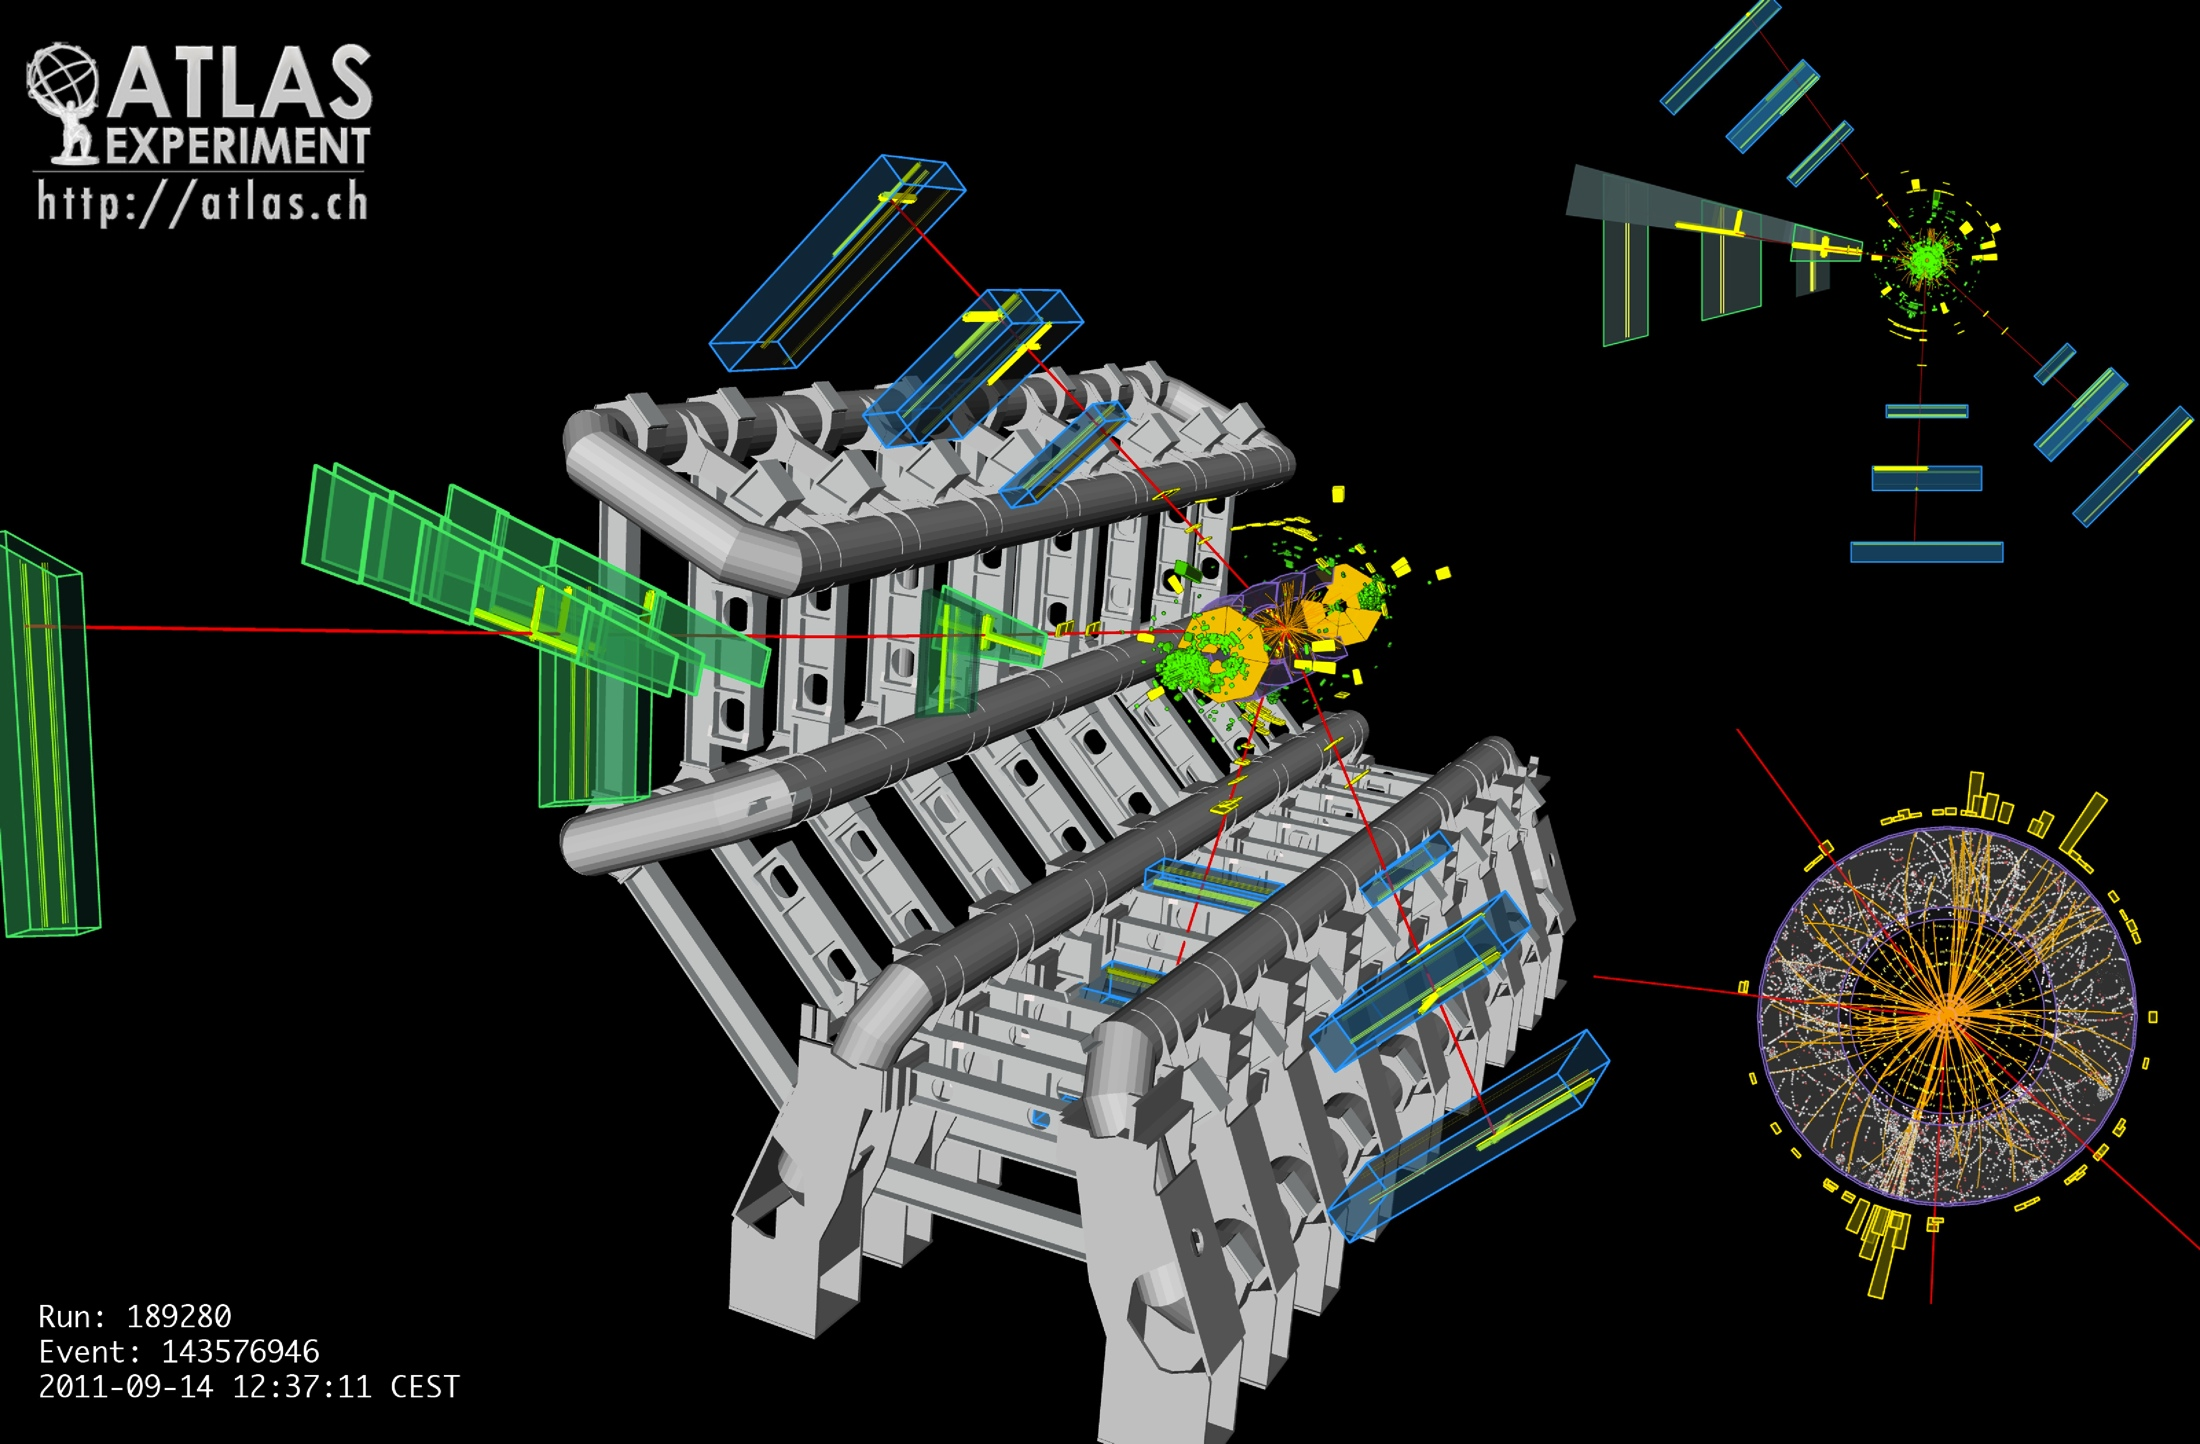 ATLAS
EXPERIMENT
http://atlas.ch
Run: 189280
Event: 143576946
2011-09-14 12:37:11 CEST